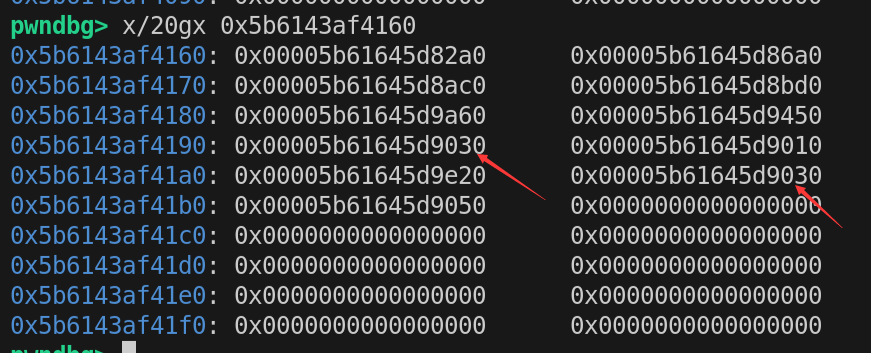 pwndbg> x/20gx 0x5b6143af4160
0x5b6143af4160: 0x00005b61645d82a0 0x00005b61645d86a0
0x5b6143af4170: 0x00005b61645d8ac0 0x00005b61645d8bd0
0x5b6143af4180: 0x00005b61645d9a60 0x00005b61645d9450
0x5b6143af4190: 0x00005b61645d9030 0x00005b61645d9010
0x5b6143af41a0: 0x00005b61645d9e20 0x00005b61645d9030
0x5b6143af41b0: 0x00005b61645d9050 0x0000000000000000
0x5b6143af41c0: 0x0000000000000000 0x0000000000000000
0x5b6143af41d0: 0x0000000000000000 0x0000000000000000
0x5b6143af41e0: 0x0000000000000000 0x0000000000000000
0x5b6143af41f0: 0x0000000000000000 0x0000000000000000
pwndbg>